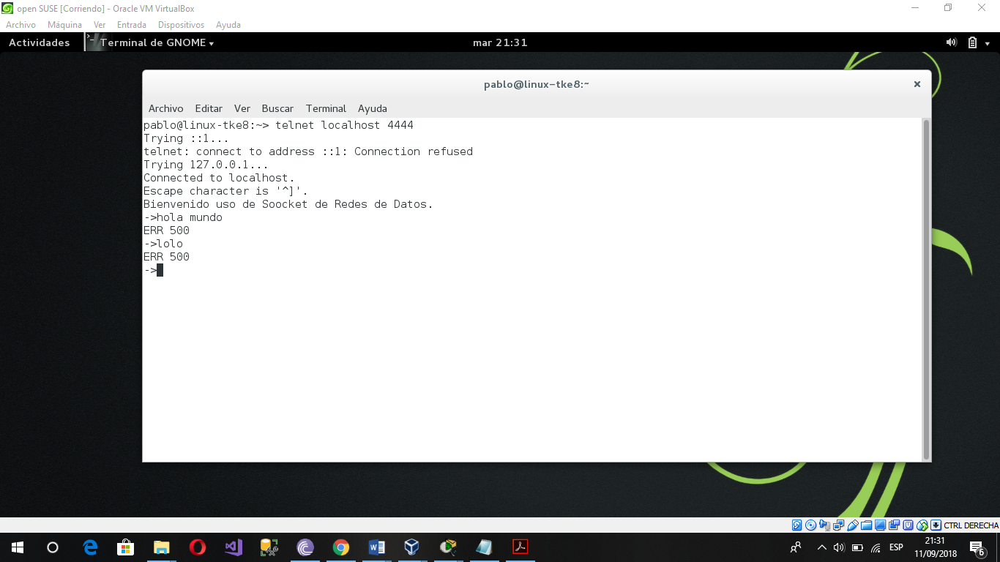 open SUSE [Corriendo] - Oracle VM VirtualBox
Archivo Máquina Ver Entrada Dispositivos Ayuda
Actividades Terminal de GNOME mar 21:31
pablo@linux-tke8:~
Archivo Editar Ver Buscar Terminal Ayuda
pablo@linux-tke8:~> telnet localhost 4444
Trying ::1...
telnet: connect to address ::1: Connection refused
Trying 127.0.0.1...
Connected to localhost.
Escape character is '^]'.
Bienvenido uso de Soocket de Redes de Datos.
->hola mundo
ERR 500
->lolo
ERR 500
->
CTRL DERECHA
ESP 21:31
11/09/2018 6